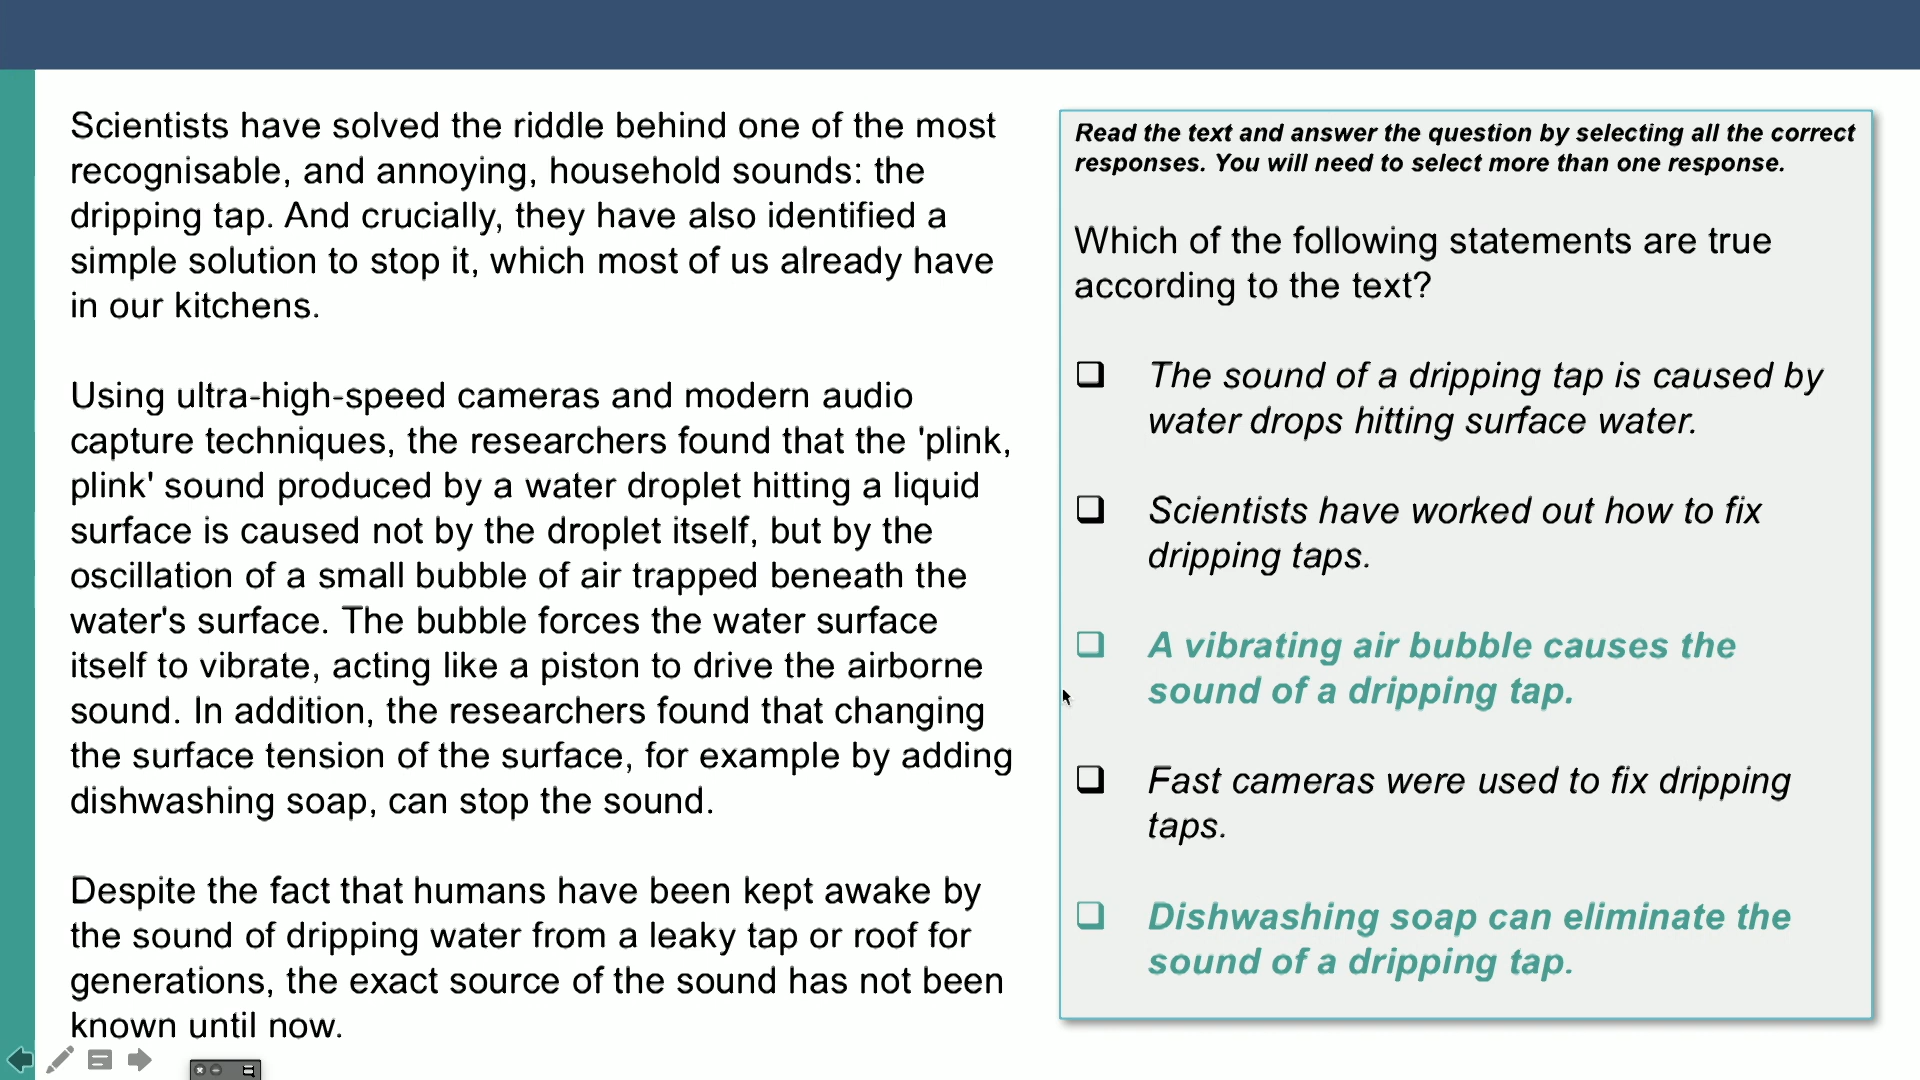 Scientists have solved the riddle behind one of the most
recognisable, and annoying, household sounds: the
dripping tap. And crucially, they have also identified a
simple solution to stop it, which most of us already have
in our kitchens.
Using ultra-high-speed cameras and modern audio
capture techniques, the researchers found that the 'plink,
plink' sound produced by a water droplet hitting a liquid
surface is caused not by the droplet itself, but by the
oscillation of a small bubble of air trapped beneath the
water's surface. The bubble forces the water surface
itself to vibrate, acting like a piston to drive the airborne
sound. In addition, the researchers found that changing
the surface tension of the surface, for example by adding
dishwashing soap, can stop the sound.
Despite the fact that humans have been kept awake by
the sound of dripping water from a leaky tap or roof for
generations, the exact source of the sound has not been
known until now.
Read the text and answer the question by selecting all the correct
responses. You will need to select more than one response.
Which of the following statements are true
according to the text?
The sound of a dripping tap is caused by
water drops hitting surface water.
Scientists have worked out how to fix
dripping taps.
A vibrating air bubble causes the
sound of a dripping tap.
Fast cameras were used to fix dripping
taps.
Dishwashing soap can eliminate the
sound of a dripping tap.